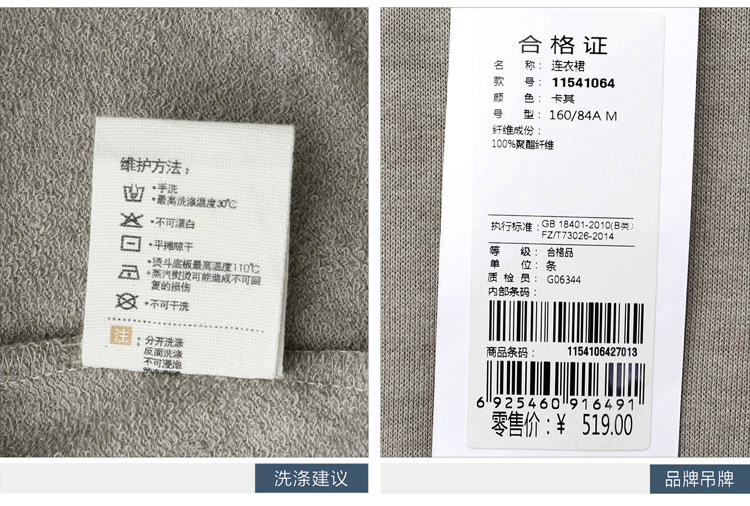 维护方法：
•手洗
•最高洗涤温度30℃
•不可漂白
•平摊晾干
•熨斗底板最高温度110℃
•蒸汽熨烫可能造成不可回
复的损伤
•不可干洗
注：分开洗涤
反面洗涤
不可浸泡
洗涤建议
合格证
名 称：连衣裙
款 号：11541064
颜 色：卡其
号 型：160/84A M
纤维成份：
100%聚酯纤维
执行标准：GB 18401-2010(B类)
FZ/T73026-2014
等 级：合格品
单 位：条
质 检 员：G06344
内部条码：
商品条码： 1154106427013
6 925460 916491
零售价：¥ 519.00
品牌吊牌